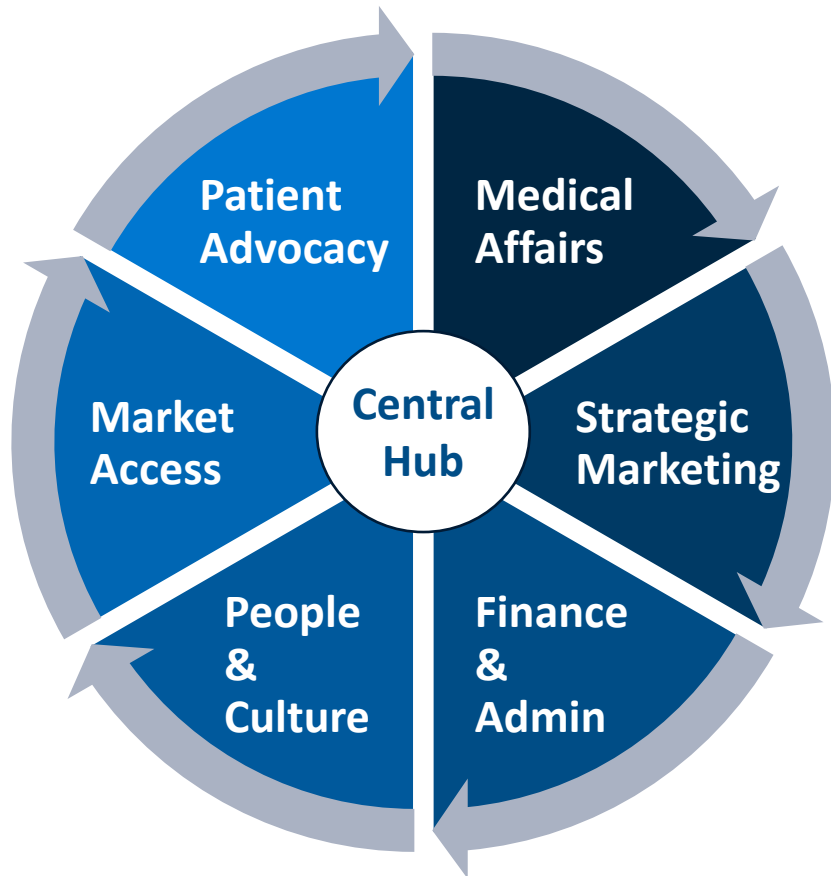 Patient
Advocacy
Medical
Affairs
Market
Access
Central
Hub
Strategic
Marketing
People
&
Culture
Finance
&
Admin